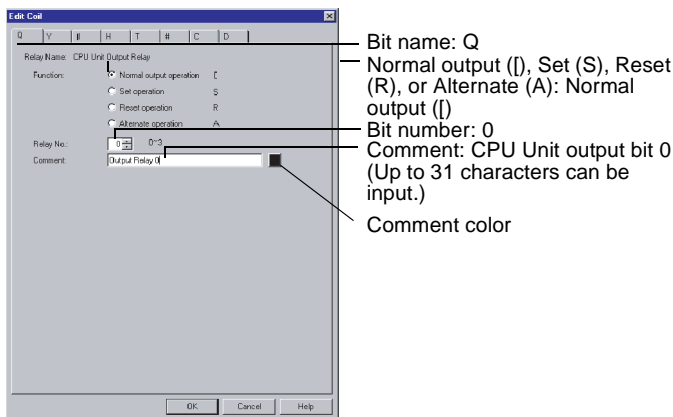 Edit Coil
Q Y II H T # C D
Relay Name: CPU Unit Output Relay
Function: Normal output operation [
Set operation S
Reset operation R
Alternate operation A
Relay No.: 0 0~3
Comment: Output Relay 0
OK Cancel Help
Bit name: Q
Normal output ([), Set (S), Reset
(R), or Alternate (A): Normal
output ([)
Bit number: 0
Comment: CPU Unit output bit 0
(Up to 31 characters can be
input.)
Comment color